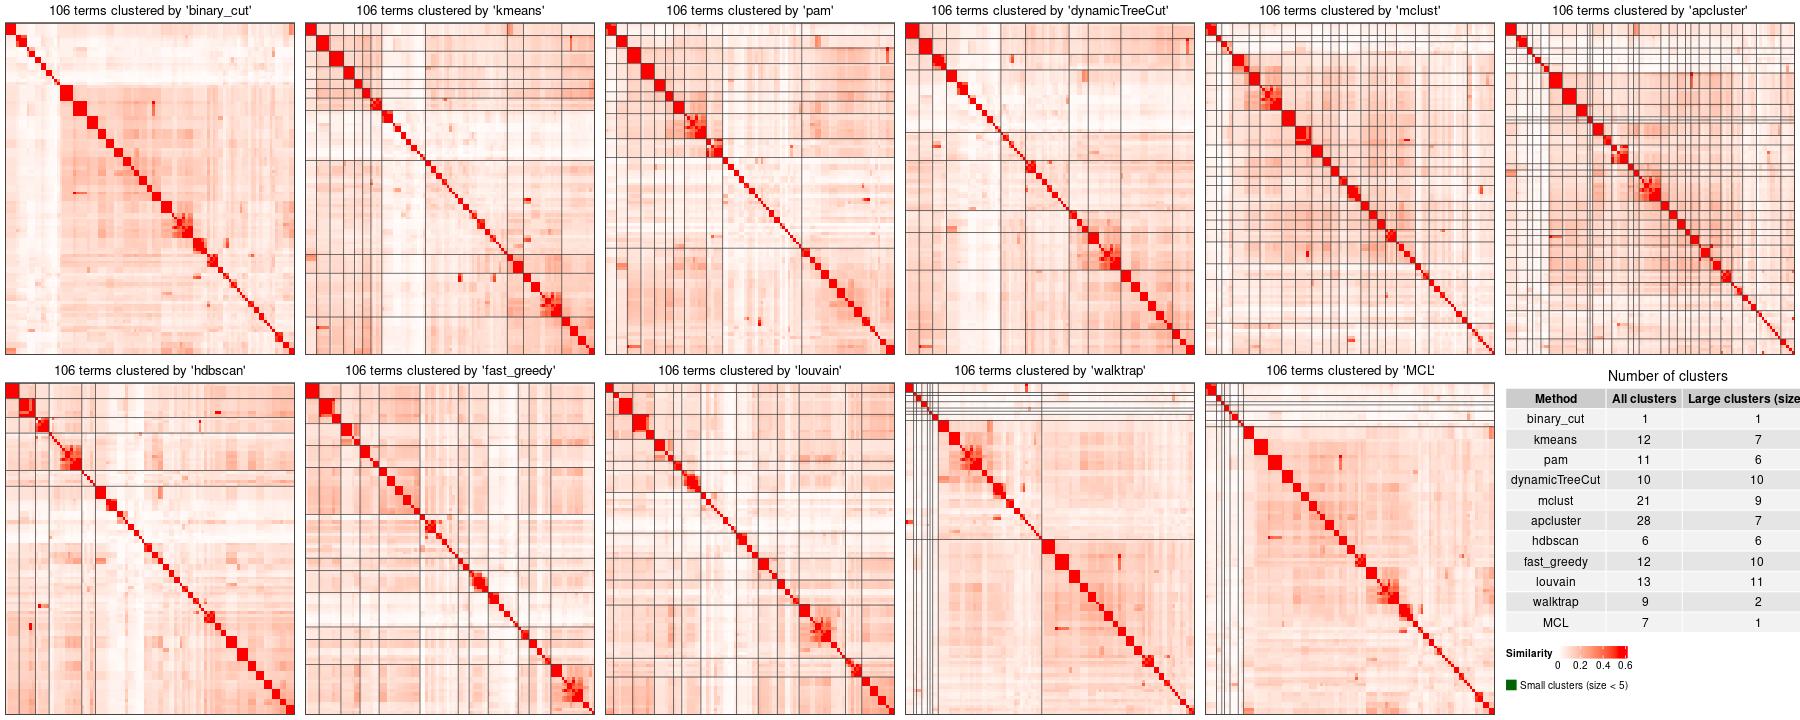 106 terms clustered by 'binary_cut'
106 terms clustered by 'kmeans'
106 terms clustered by 'pam'
106 terms clustered by 'dynamicTreeCut'
106 terms clustered by 'mclust'
106 terms clustered by 'apcluster'
106 terms clustered by 'hdbscan'
106 terms clustered by 'fast_greedy'
106 terms clustered by 'louvain'
106 terms clustered by 'walktrap'
106 terms clustered by 'MCL'
Number of clusters
Method All clusters Large clusters (size
binary_cut 1 1
kmeans 12 7
pam 11 6
dynamicTreeCut 10 10
mclust 21 9
apcluster 28 7
hdbscan 6 6
fast_greedy 12 10
louvain 13 11
walktrap 9 2
MCL 7 1
Similarity
0 0.2 0.4 0.6
Small clusters (size < 5)